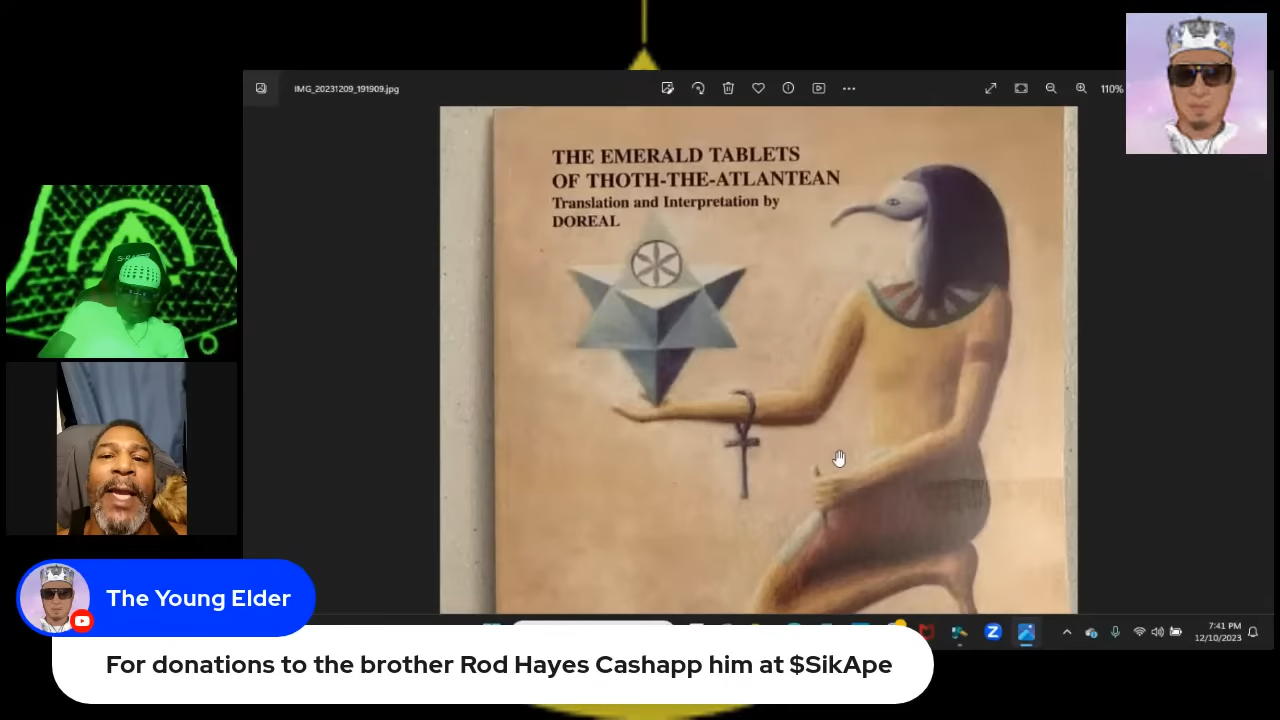 IMG_20231209_191909.jpg
110%
THE EMERALD TABLETS
OF THOTH-THE-ATLANTEAN
Translation and Interpretation by
DOREAL
The Young Elder
For donations to the brother Rod Hayes Cashapp him at $SikApe
7:41 PM
12/10/2023